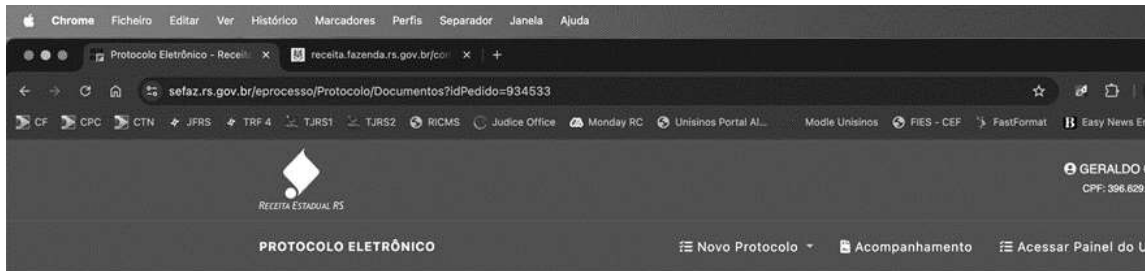 Chrome Ficheiro Editar Ver Histórico Marcadores Perfis Separador Janela Ajuda
Protocolo Eletrônico - Receit × receita.fazenda.rs.gov.br/con × +
sefaz.rs.gov.br/eprocesso/Protocolo/Documentos?idPedido=934533
CF CPC CTN JFRS TRF 4 TJRS1 TJRS2 RICMS Judice Office Monday RC Unisinos Portal Al... Modle Unisinos FIES - CEF FastFormat Easy News En
GERALDO
CPF: 396.629
RECEITA ESTADUAL RS
PROTOCOLO ELETRÔNICO Novo Protocolo Acompanhamento Acessar Painel do U